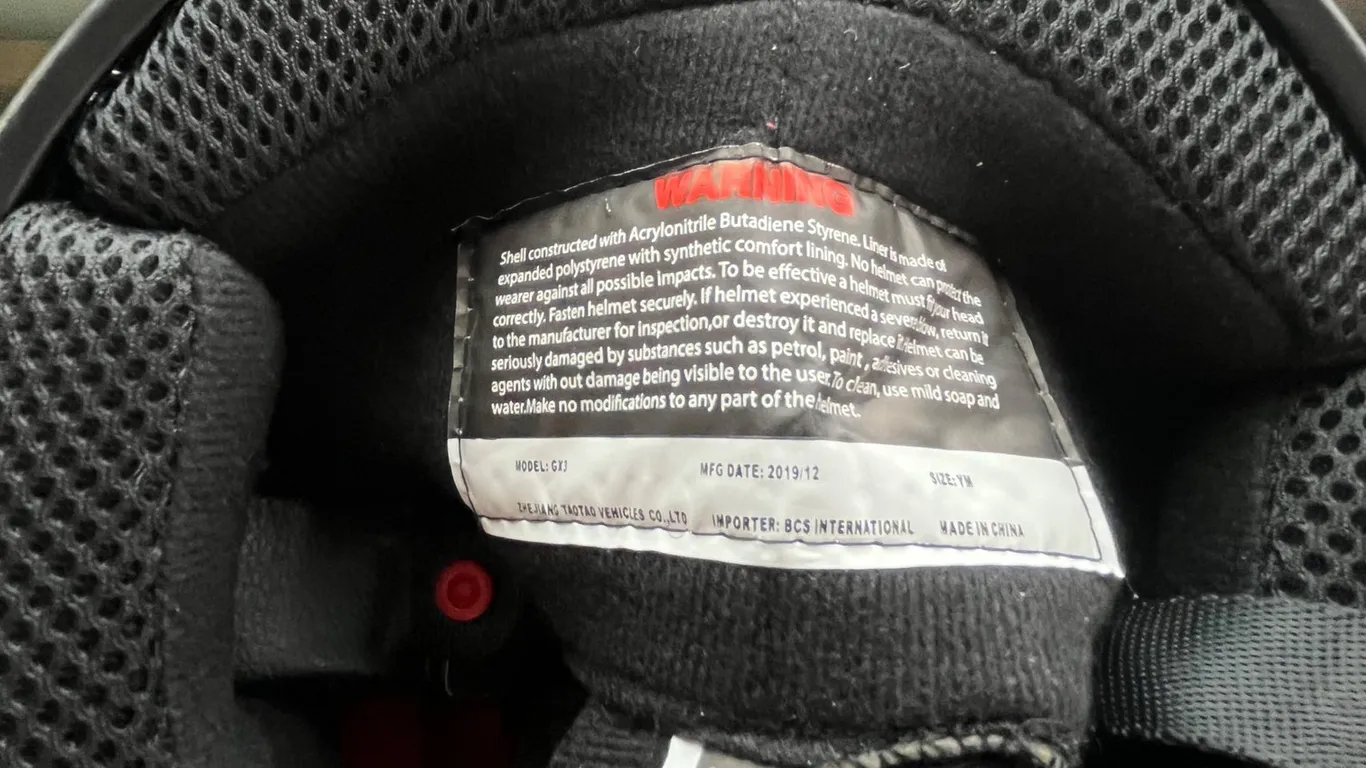 WARNING
Shell constructed with Acrylonitrile Butadiene Styrene. Liner is made of
expanded polystyrene with synthetic comfort lining. No helmet can protect the
wearer against all possible impacts. To be effective a helmet must fit your head
correctly. Fasten helmet securely. If helmet experienced a severe blow, return it
to the manufacturer for inspection,or destroy it and replace it Helmet can be
seriously damaged by substances such as petrol, paint , adhesives or cleaning
agents with out damage being visible to the user.To clean, use mild soap and
water.Make no modifications to any part of the helmet.
MODEL: GXJ MFG DATE: 2019/12 SIZE: YM
ZHEJIANG TAOTAO VEHICLES CO.,LTD IMPORTER: BCS INTERNATIONAL MADE IN CHINA